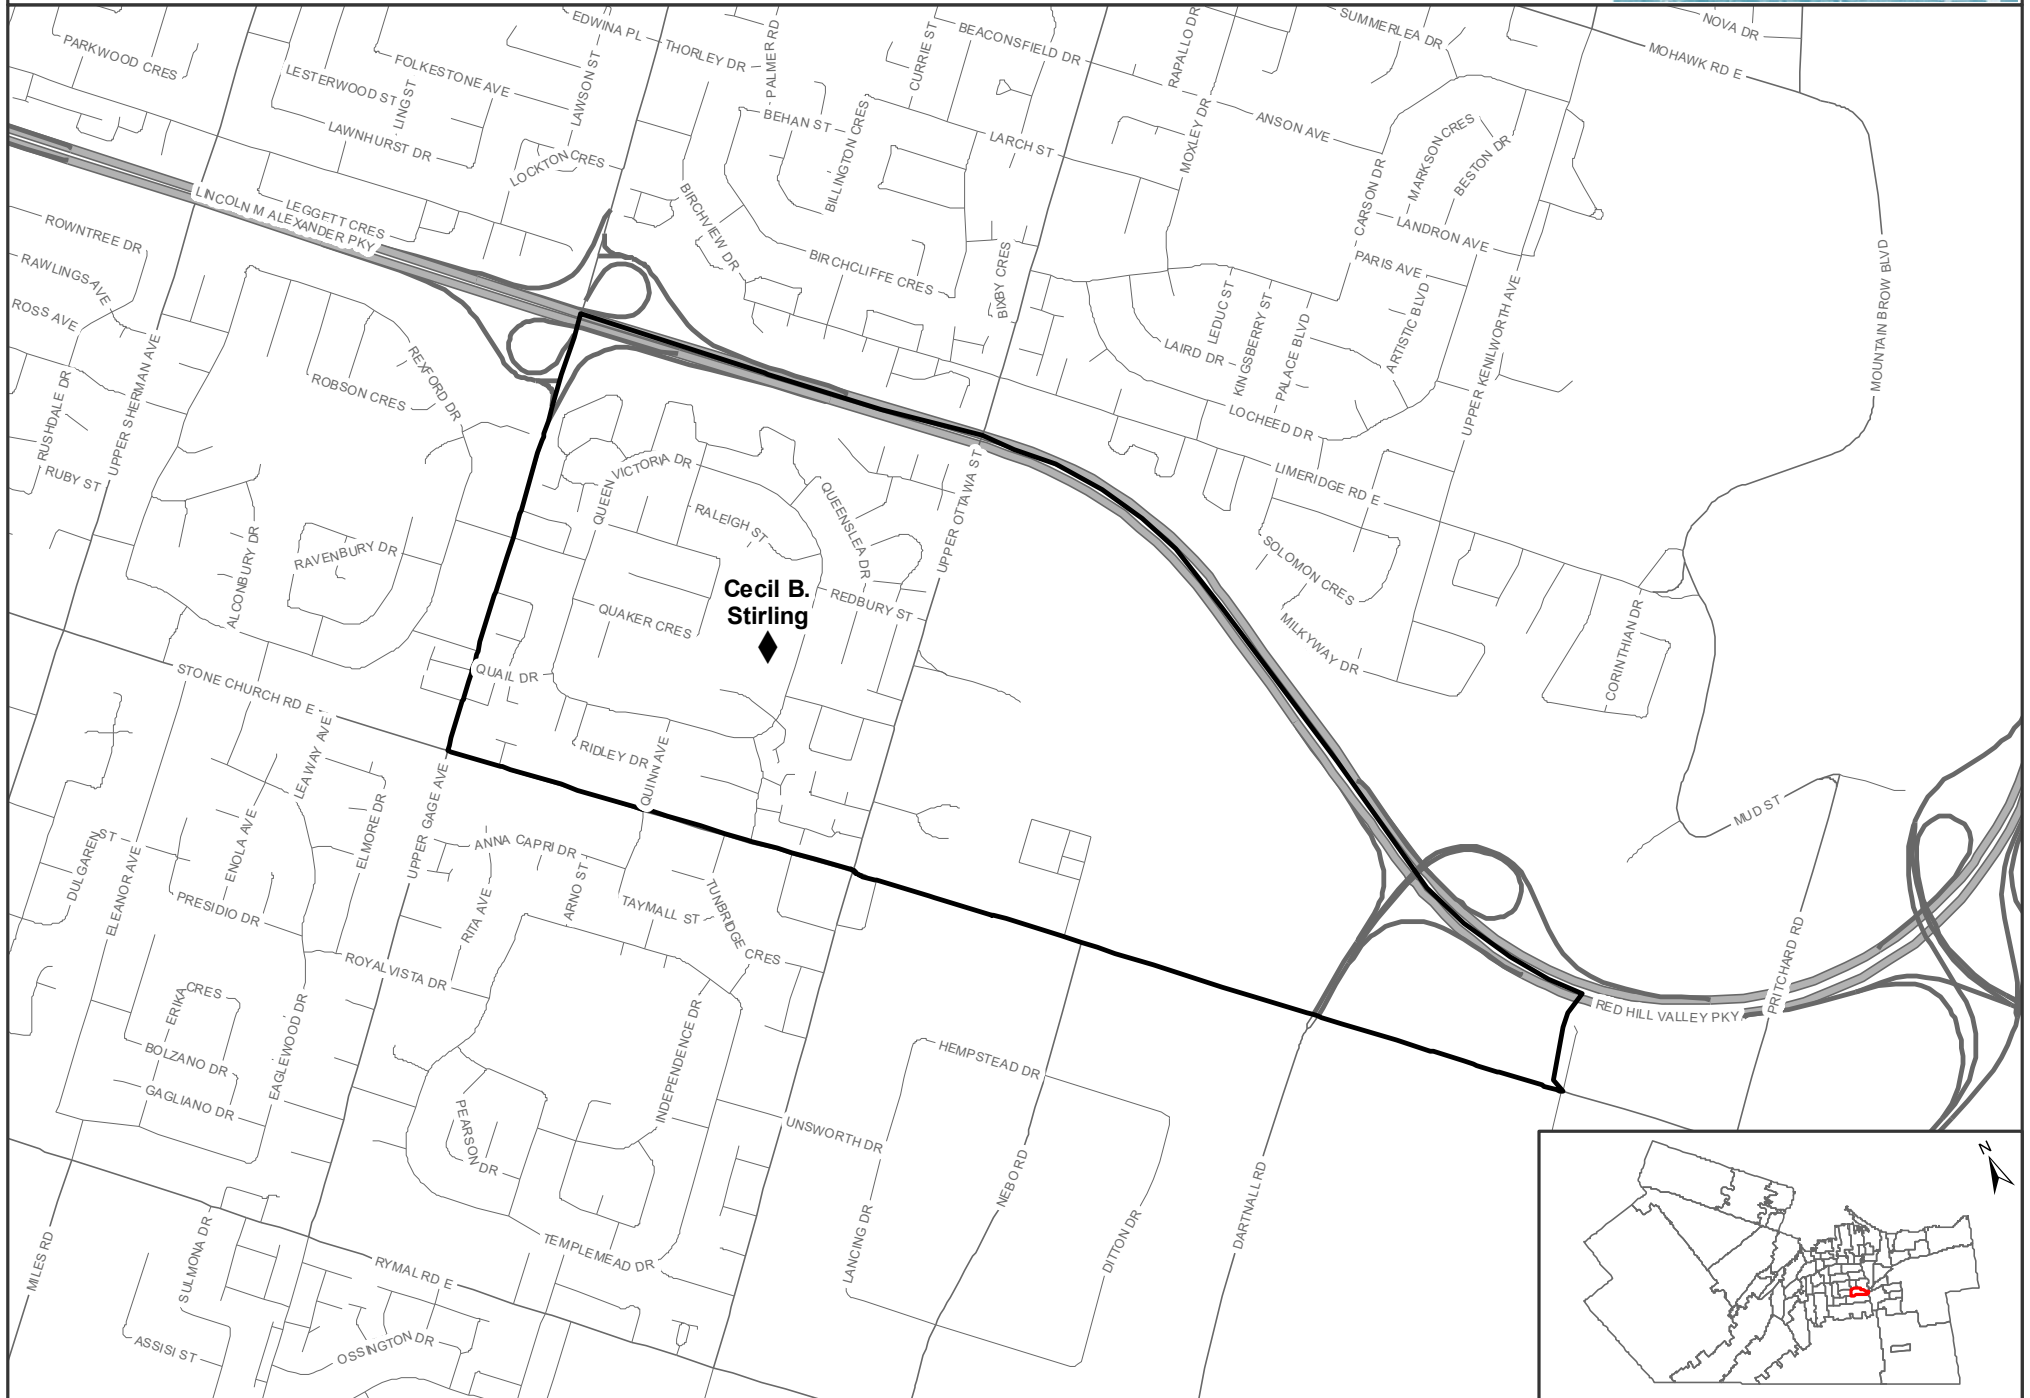 EDWINA PL
THORLEY DR
PALMER RD
CURRIE ST
BEACONSFIELD DR
RAPALLO DR
SUMMERLEA DR
NOVA DR
MOHAWK RD E
PARKWOOD CRES
LESTERWOOD ST
LING ST
FOLKESTONE AVE
LAWSON ST
LAWNHURST DR
LOCKTON CRES
BEHAN ST
BILLINGTON CRES
LARCH ST
MOXLEY DR
ANSON AVE
MARKSON CRES
BESTON DR
CARSON DR
LANDRON AVE
PARIS AVE
LINCOLN M ALEXANDER PKY
LEGGETT CRES
BIRCHVIEW DR
BIRCHCLIFFE CRES
BIXBY CRES
ROWNTREE DR
RAWLINGS AVE
ROSS AVE
RUSHDALE DR
RUBY ST
UPPER SHERMAN AVE
ROBSON CRES
REXFORD DR
LEDUC ST
KINGSBERRY ST
PALACE BLVD
LAIRD DR
ARTISTIC BLVD
UPPER KENILWORTH AVE
MOUNTAIN BROW BLVD
LOCHEED DR
LIMERIDGE RD E
QUEEN VICTORIA DR
RALEIGH ST
QUEENSLEA DR
UPPER OTTAWA ST
SOLOMON CRES
MILKYWAY DR
CORINTHIAN DR
ALCONBURY DR
RAVENBURY DR
QUAKER CRES
Cecil B.
Stirling
REDBURY ST
QUAIL DR
STONE CHURCH RD E
RIDLEY DR
QUINN AVE
LEAWAY AVE
ELMORE DR
ENOLA AVE
UPPER GAGE AVE
DULGAREN ST
ELEANOR AVE
PRESIDIO DR
ANNA CAPRI DR
RITA AVE
ARNO ST
TAYMALL ST
TUNBRIDGE CRES
ROYALVISTA DR
MUD ST
PRITCHARD RD
RED HILL VALLEY PKY
ERIKA CRES
BOLZANO DR
GAGLIANO DR
EAGLEWOOD DR
INDEPENDENCE DR
PEARSON DR
HEMPSTEAD DR
UNSWORTH DR
NEBO RD
LANCING DR
DITTON DR
DARTNALL RD
TEMPLEMEAD DR
RYMAL RD E
MILES RD
SULMONA DR
ASSISI ST
OSSINGTON DR
N